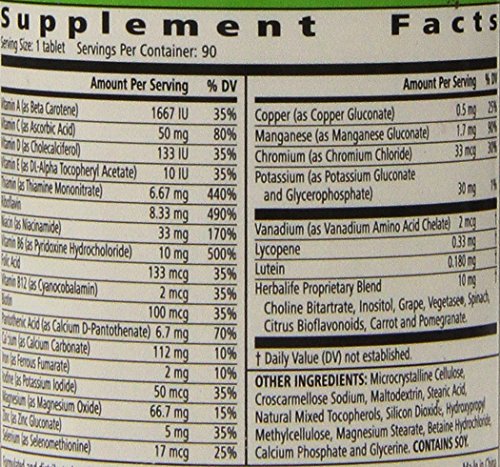 Supplement Facts
Serving Size: 1 tablet Servings Per Container: 90
Amount Per Serving % DV
Vitamin A (as Beta Carotene) 1667 IU 35%
Vitamin C (as Ascorbic Acid) 50 mg 80%
Vitamin D (as Cholecalciferol) 133 IU 35%
Vitamin E (as DL-Alpha Tocopheryl Acetate) 10 IU 35%
Vitamin (as Thiamine Mononitrate) 6.67 mg 440%
Riboflavin 8.33 mg 490%
Niacin (as Niacinamide) 33 mg 170%
Vitamin B6 (as Pyridoxine Hydrocholoride) 10 mg 500%
Folic Acid 133 mcg 35%
Vitamin B12 (as Cyanocobalamin) 2 mcg 35%
Biotin 100 mcg 35%
Pantothenic Acid (as Calcium D-Pantothenate) 6.7 mg 70%
Calcium (as Calcium Carbonate) 112 mg 10%
Iron (as Ferrous Fumarate) 2 mg 10%
Iodine (as Potassium Iodide) 50 mcg 35%
Magnesium (as Magnesium Oxide) 66.7 mg 15%
Zinc (as Zinc Gluconate) 5 mg 35%
Selenium (as Selenomethionine) 17 mcg 25%
Amount Per Serving % DV
Copper (as Copper Gluconate) 0.5 mg 25%
Manganese (as Manganese Gluconate) 1.7 mg
Chromium (as Chromium Chloride) 33 mcg 30%
Potassium (as Potassium Gluconate
and Glycerophosphate) 30 mg 1%
Vanadium (as Vanadium Amino Acid Chelate) 2 mcg
Lycopene 0.33 mg
Lutein 0.180 mg
Herbalife Proprietary Blend 10 mg
Choline Bitartrate, Inositol, Grape, Vegetase®, Spinach,
Citrus Bioflavonoids, Carrot and Pomegranate.
† Daily Value (DV) not established.
OTHER INGREDIENTS: Microcrystalline Cellulose,
Croscarmellose Sodium, Maltodextrin, Stearic Acid,
Natural Mixed Tocopherols, Silicon Dioxide, Hydroxypropyl
Methylcellulose, Magnesium Stearate, Betaine Hydrochloride,
Calcium Phosphate and Glycerine. CONTAINS SOY.
Made in China